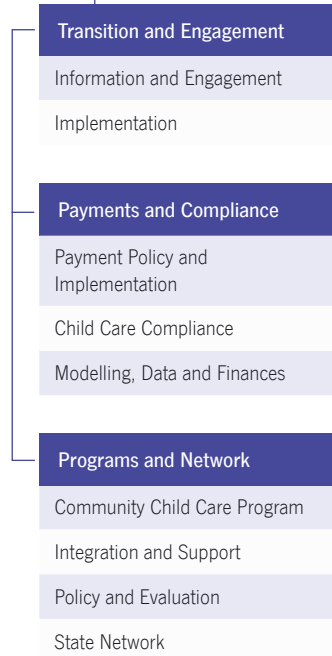 Transition and Engagement
Information and Engagement
Implementation
Payments and Compliance
Payment Policy and
Implementation
Child Care Compliance
Modelling, Data and Finances
Programs and Network
Community Child Care Program
Integration and Support
Policy and Evaluation
State Network